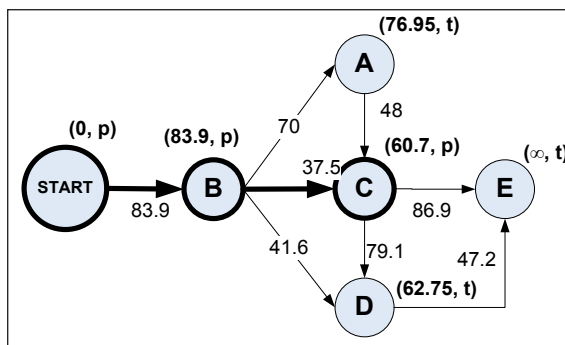 (76.95, t)
A
(0, p)
70
48
(83.9, p)
(60.7, p)
(∞, t)
START
83.9
B
37.5
C
86.9
E
41.6
79.1
47.2
(62.75, t)
D